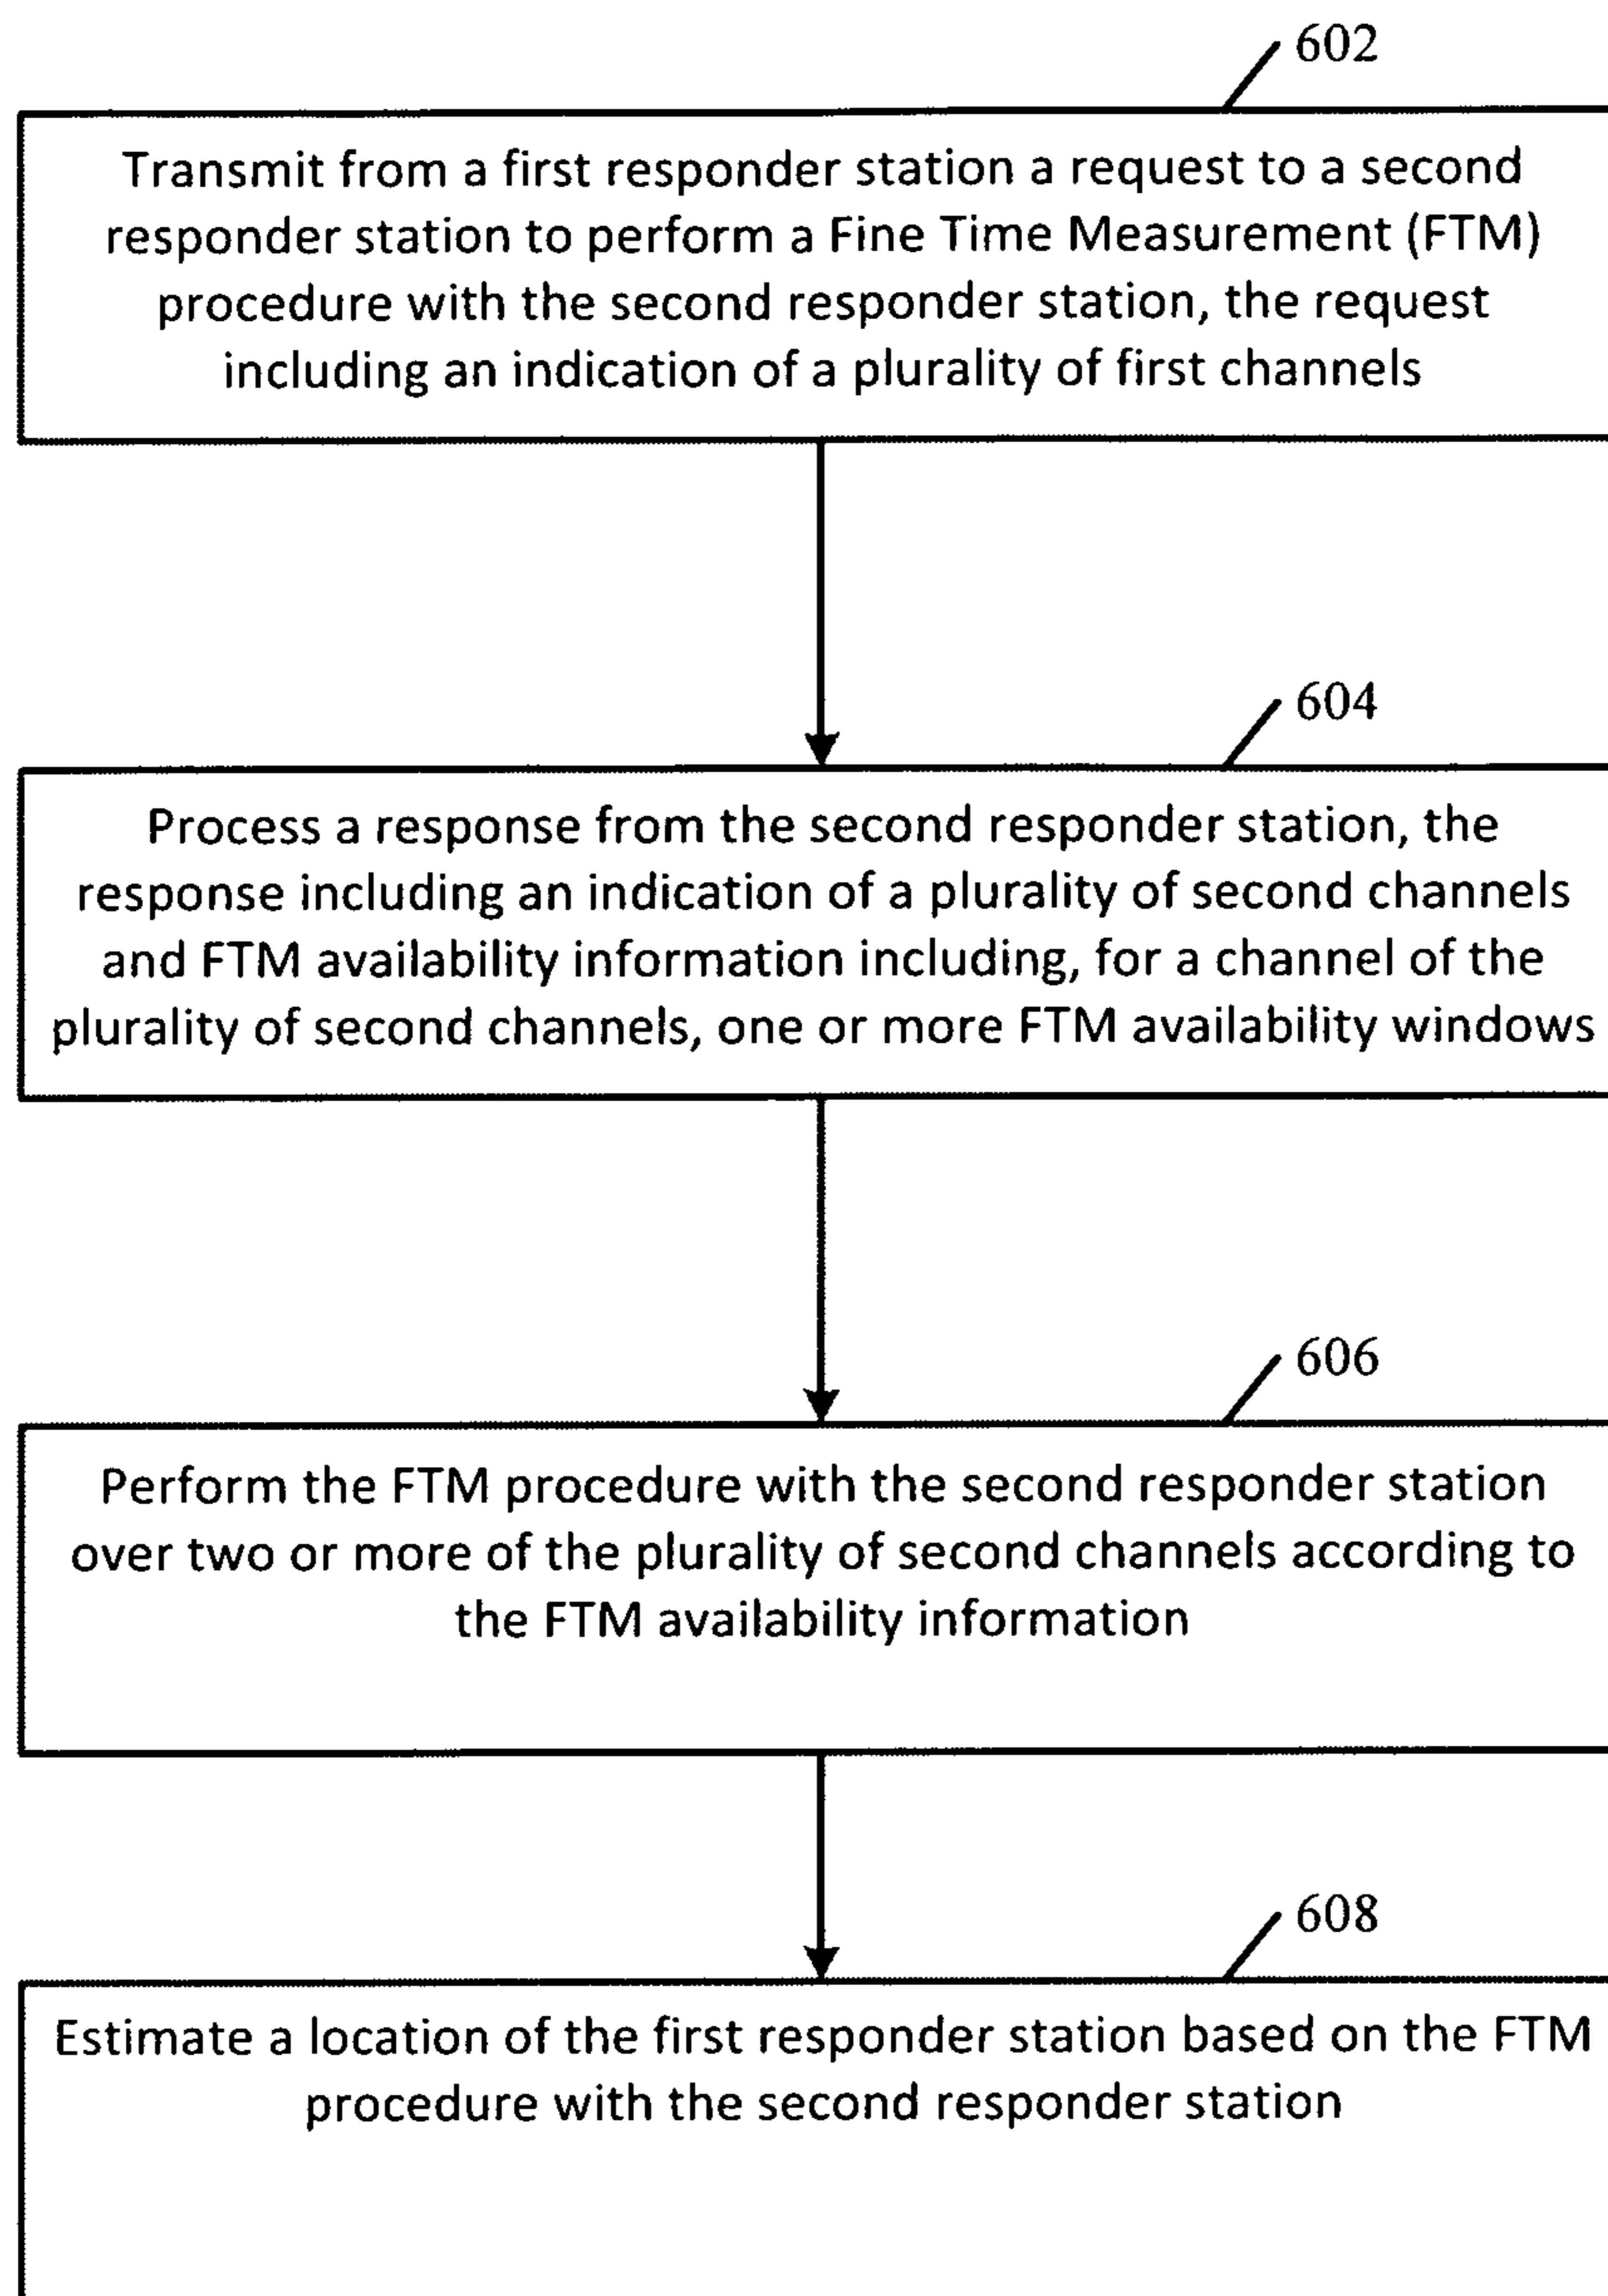 602
Transmit from a first responder station a request to a second
responder station to perform a Fine Time Measurement (FTM)
procedure with the second responder station, the request
including an indication of a plurality of first channels
604
Process a response from the second responder station, the
response including an indication of a plurality of second channels
and FTM availability information including, for a channel of the
plurality of second channels, one or more FTM availability windows
606
Perform the FTM procedure with the second responder station
over two or more of the plurality of second channels according to
the FTM availability information
608
Estimate a location of the first responder station based on the FTM
procedure with the second responder station